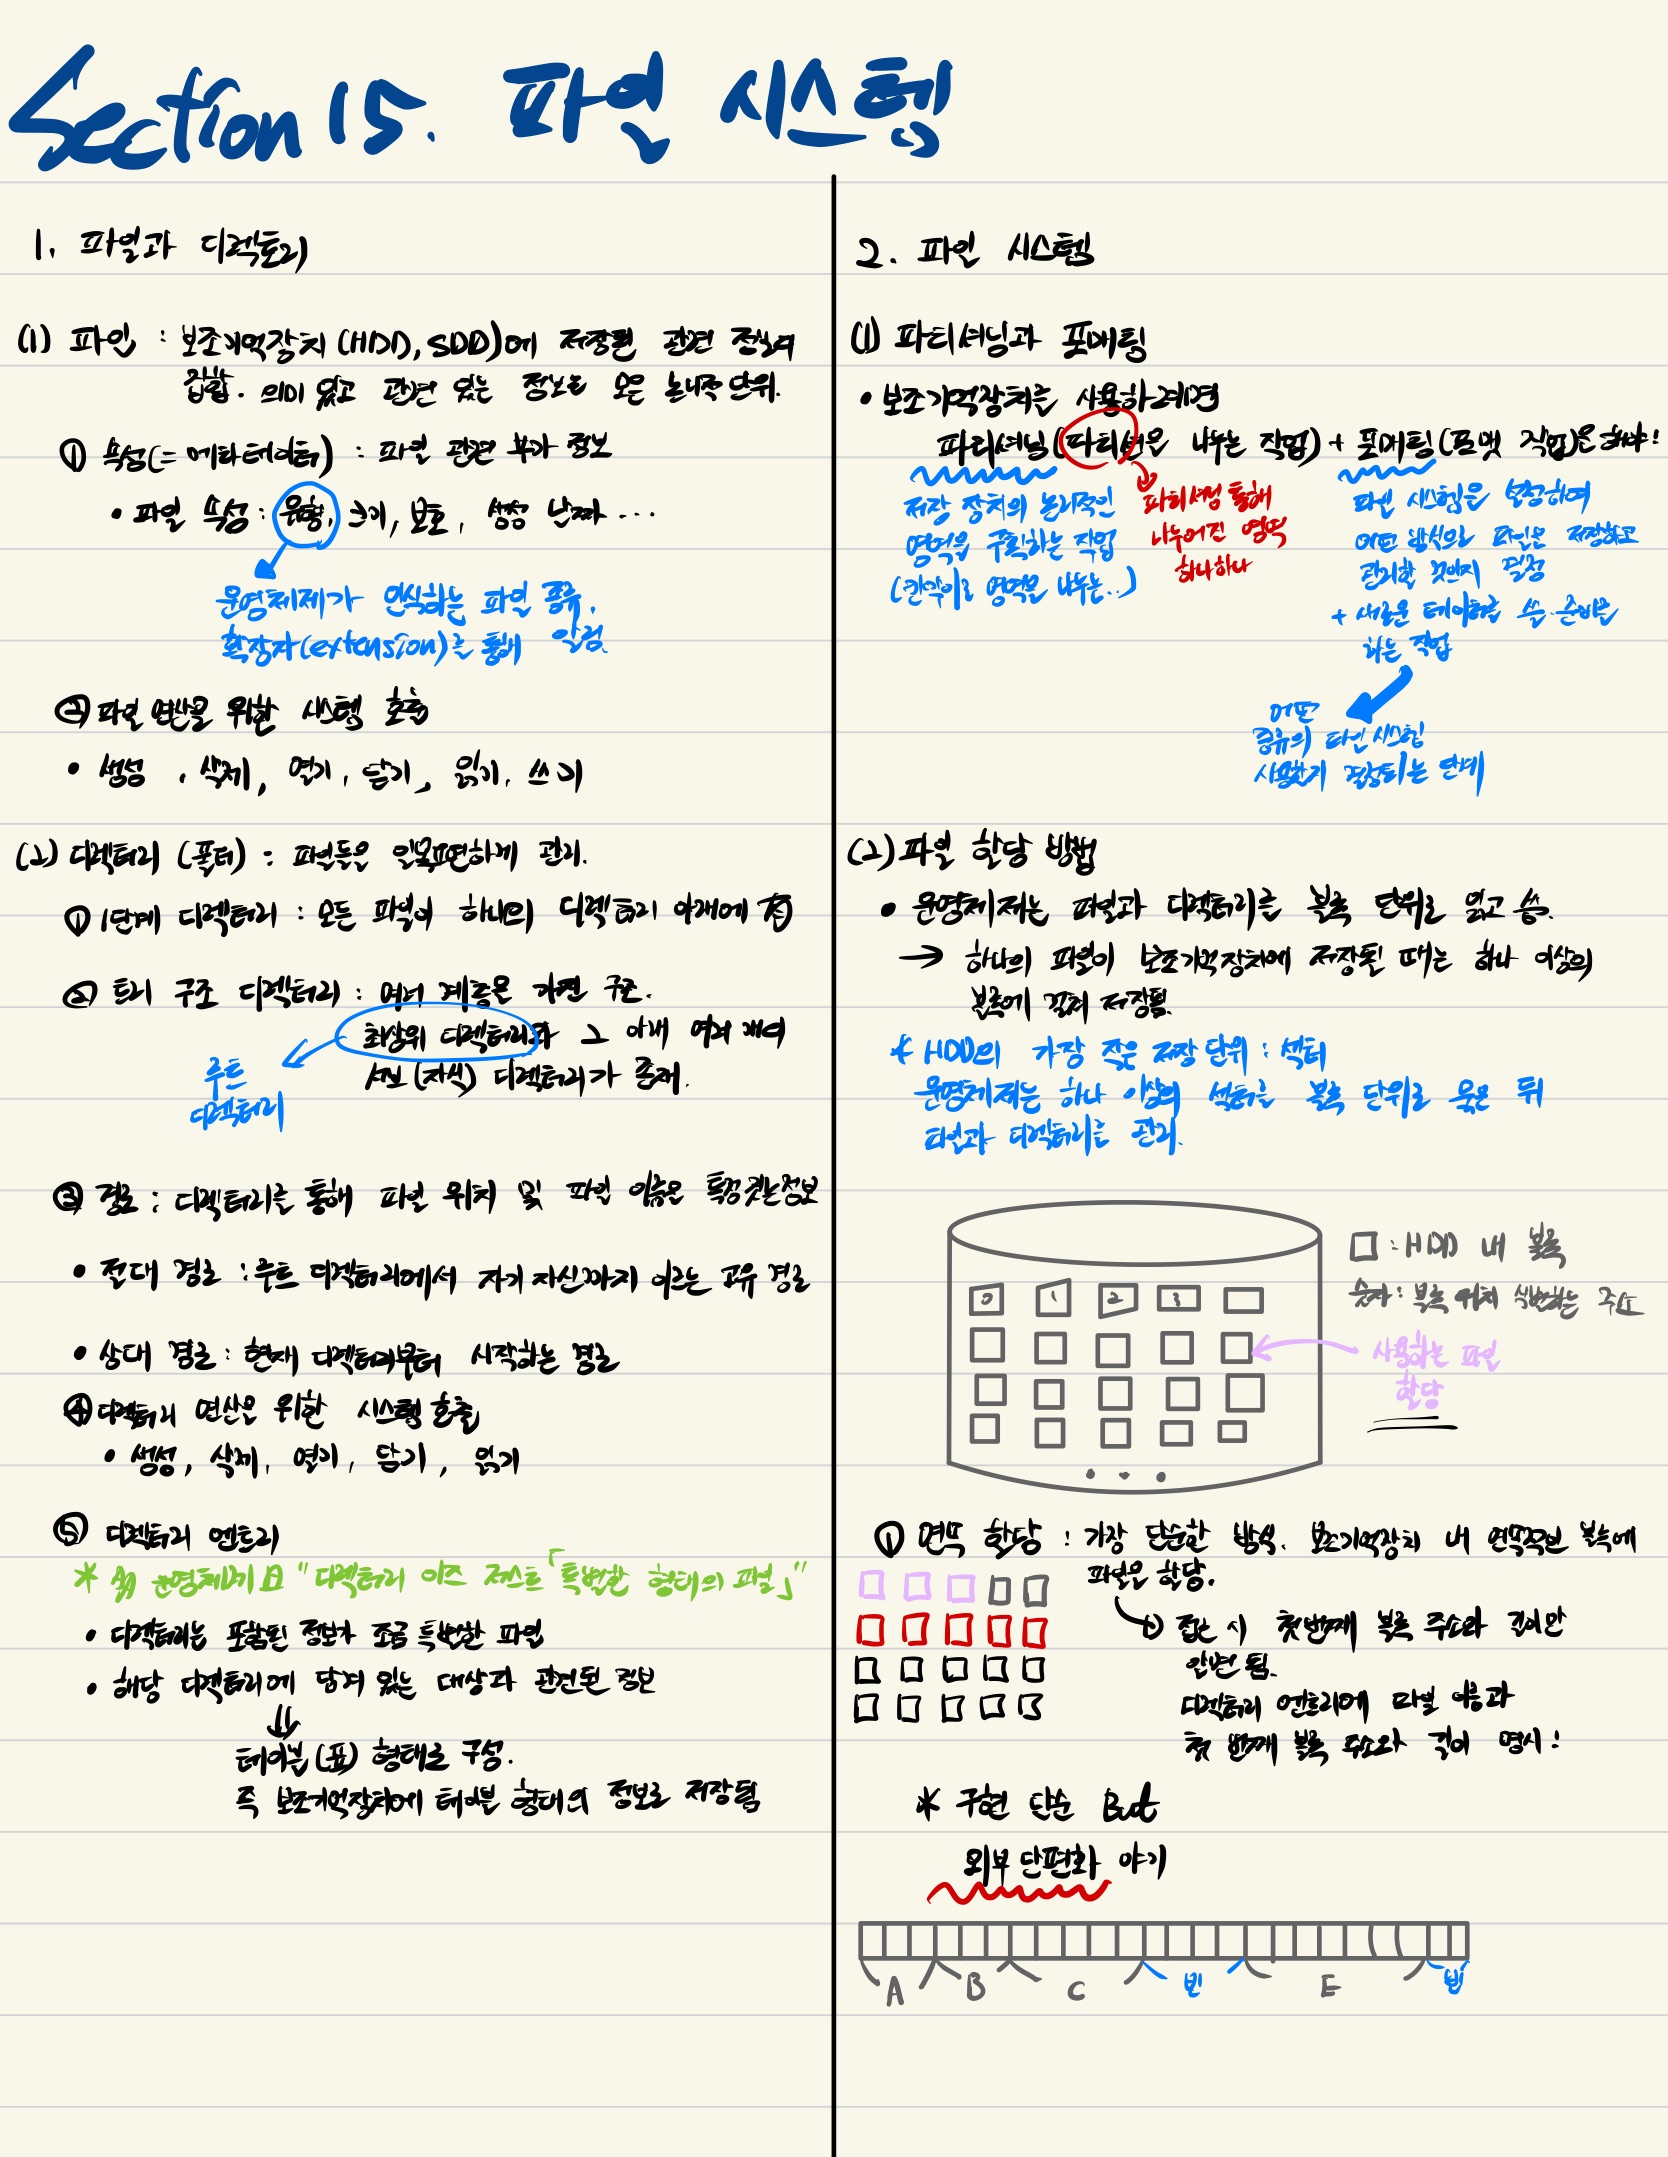 Section 15. 파일 시스템
1. 파일과 디렉토리
(1) 파일 : 보조기억장치(HDD, SDD)에 저장된 관련 정보의
집합. 의미 있고 관련 있는 정보를 모은 논리적 단위.
① 속성(= 메타데이터) : 파일 관련 부가 정보
• 파일 속성 : 유형, 크기, 보호, 생성 날짜 ...
운영체제가 인식하는 파일 종류.
확장자(extension)를 통해 알림
② 파일 연산을 위한 시스템 호출
• 생성, 삭제, 열기, 닫기, 읽기, 쓰기
(2) 디렉터리 (폴더) : 파일들을 일목요연하게 관리.
① 1단계 디렉터리 : 모든 파일이 하나의 디렉터리 아래에 존
② 트리 구조 디렉터리 : 여러 계층을 가진 구조.
최상위 디렉터리와 그 아래 여러 개의
서브(자식) 디렉터리가 존재.
루트
디렉터리
③ 경로 : 디렉터리를 통해 파일 위치 및 파일 이름을 특정 짓는 정보
• 절대 경로 : 루트 디렉터리에서 자기 자신까지 이르는 고유 경로
• 상대 경로 : 현재 디렉터리부터 시작하는 경로
④ 디렉터리 연산을 위한 시스템 호출
• 생성, 삭제, 열기, 닫기, 읽기
⑤ 디렉터리 엔트리
* 운영체제 "디렉터리 이즈 저스트 「특별한 형태의 파일」"
• 디렉터리는 포함된 정보가 조금 특별한 파일
• 해당 디렉터리에 담겨 있는 대상과 관련된 정보
⇓
테이블(표) 형태로 구성.
즉 보조기억장치에 테이블 형태의 정보로 저장됨
2. 파일 시스템
(1) 파티셔닝과 포매팅
• 보조기억장치를 사용하려면
파티셔닝(파티션을 나누는 작업) + 포매팅(포맷 작업)을 해야!
저장 장치의 논리적인
영역을 구획하는 작업
(칸막이로 영역을 나누는..)
파티셔닝 통해
나누어진 영역
하나하나
파일 시스템을 설정하여
어떤 방식으로 파일을 저장하고
관리할 것인지 결정
+ 새로운 데이터를 쓸 준비를
하는 작업
어떤
종류의 파일 시스템
사용할지 결정되는 단계
(2) 파일 할당 방법
• 운영체제는 파일과 디렉터리를 블록 단위로 읽고 씀.
→ 하나의 파일이 보조기억장치에 저장될 때는 하나 이상의
블록에 걸쳐 저장됨.
* HDD의 가장 작은 저장 단위 : 섹터
운영체제는 하나 이상의 섹터를 블록 단위로 묶은 뒤
파일과 디렉터리를 관리.
0 1 2 3
□ : HDD 내 블록
숫자 : 블록 위치 식별하는 주소
사용하는 파일
할당
① 연속 할당 : 가장 단순한 방식. 보조기억장치 내 연속적인 블록에
파일을 할당.
접근 시 첫 번째 블록 주소와 길이만
알면 됨.
디렉터리 엔트리에 파일 이름과
첫 번째 블록 주소와 길이 명시!
* 구현 단순 But
외부 단편화 야기
A B C 빈 E 빈